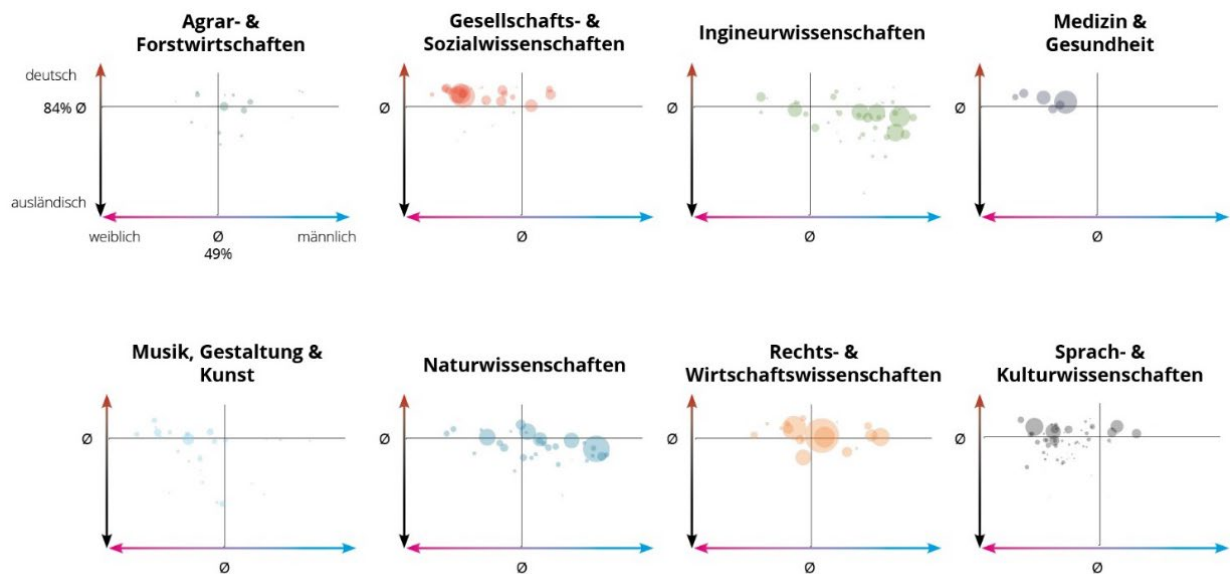 Agrar- &
Forstwirtschaften
Gesellschafts- &
Sozialwissenschaften
Ingineurwissenschaften
Medizin &
Gesundheit
deutsch
84% Ø
ausländisch
weiblich
Ø
49%
männlich
Ø
Ø
Ø
Ø
Ø
Ø
Musik, Gestaltung &
Kunst
Naturwissenschaften
Rechts- &
Wirtschaftswissenschaften
Sprach- &
Kulturwissenschaften
Ø
Ø
Ø
Ø
Ø
Ø
Ø
Ø